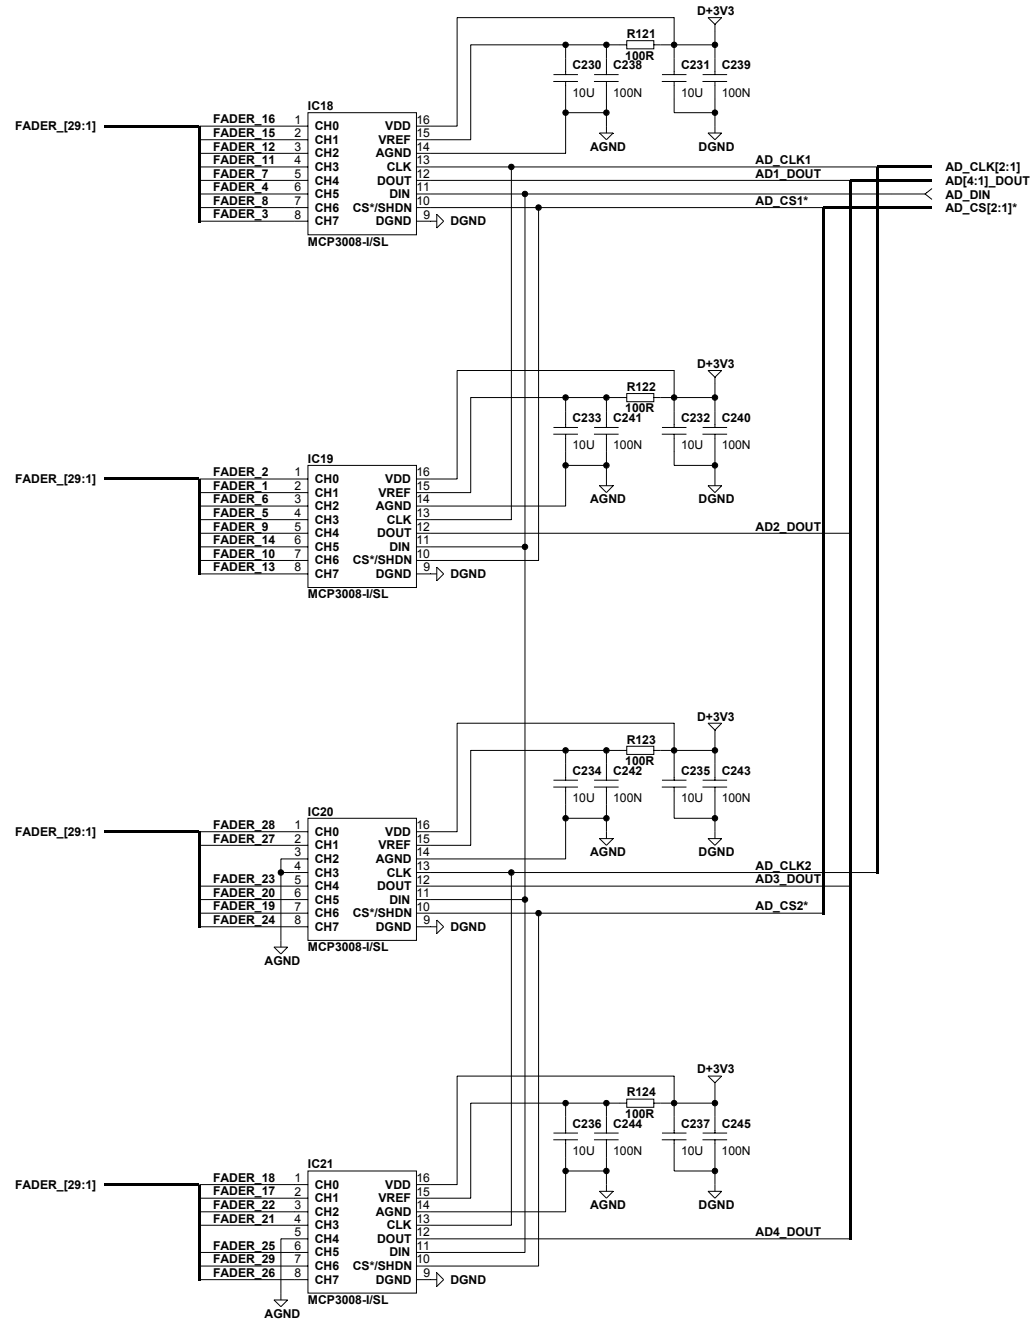 D+3V3
R121
100R
C230 C238 C231 C239
10U 100N 10U 100N
AGND DGND
IC18
FADER_[29:1]
FADER_16 1 CH0 VDD 16
FADER_15 2 CH1 VREF 15
FADER_12 3 CH2 AGND 14
FADER_11 4 CH3 CLK 13 AD_CLK1 AD_CLK[2:1]
FADER_7 5 CH4 DOUT 12 AD1_DOUT AD[4:1]_DOUT
FADER_4 6 CH5 DIN 11 AD_DIN
FADER_8 7 CH6 CS*/SHDN 10 AD_CS1* AD_CS[2:1]*
FADER_3 8 CH7 DGND 9 DGND
MCP3008-I/SL
D+3V3
R122
100R
C233 C241 C232 C240
10U 100N 10U 100N
AGND DGND
IC19
FADER_[29:1]
FADER_2 1 CH0 VDD 16
FADER_1 2 CH1 VREF 15
FADER_6 3 CH2 AGND 14
FADER_5 4 CH3 CLK 13
FADER_9 5 CH4 DOUT 12 AD2_DOUT
FADER_14 6 CH5 DIN 11
FADER_10 7 CH6 CS*/SHDN 10
FADER_13 8 CH7 DGND 9 DGND
MCP3008-I/SL
D+3V3
R123
100R
C234 C242 C235 C243
10U 100N 10U 100N
AGND DGND
IC20
FADER_[29:1]
FADER_28 1 CH0 VDD 16
FADER_27 2 CH1 VREF 15
3 CH2 AGND 14
4 CH3 CLK 13 AD_CLK2
FADER_23 5 CH4 DOUT 12 AD3_DOUT
FADER_20 6 CH5 DIN 11
FADER_19 7 CH6 CS*/SHDN 10 AD_CS2*
FADER_24 8 CH7 DGND 9 DGND
MCP3008-I/SL
AGND
D+3V3
R124
100R
C236 C244 C237 C245
10U 100N 10U 100N
AGND DGND
IC21
FADER_[29:1]
FADER_18 1 CH0 VDD 16
FADER_17 2 CH1 VREF 15
FADER_22 3 CH2 AGND 14
FADER_21 4 CH3 CLK 13
5 CH4 DOUT 12 AD4_DOUT
FADER_25 6 CH5 DIN 11
FADER_29 7 CH6 CS*/SHDN 10
FADER_26 8 CH7 DGND 9 DGND
MCP3008-I/SL
AGND